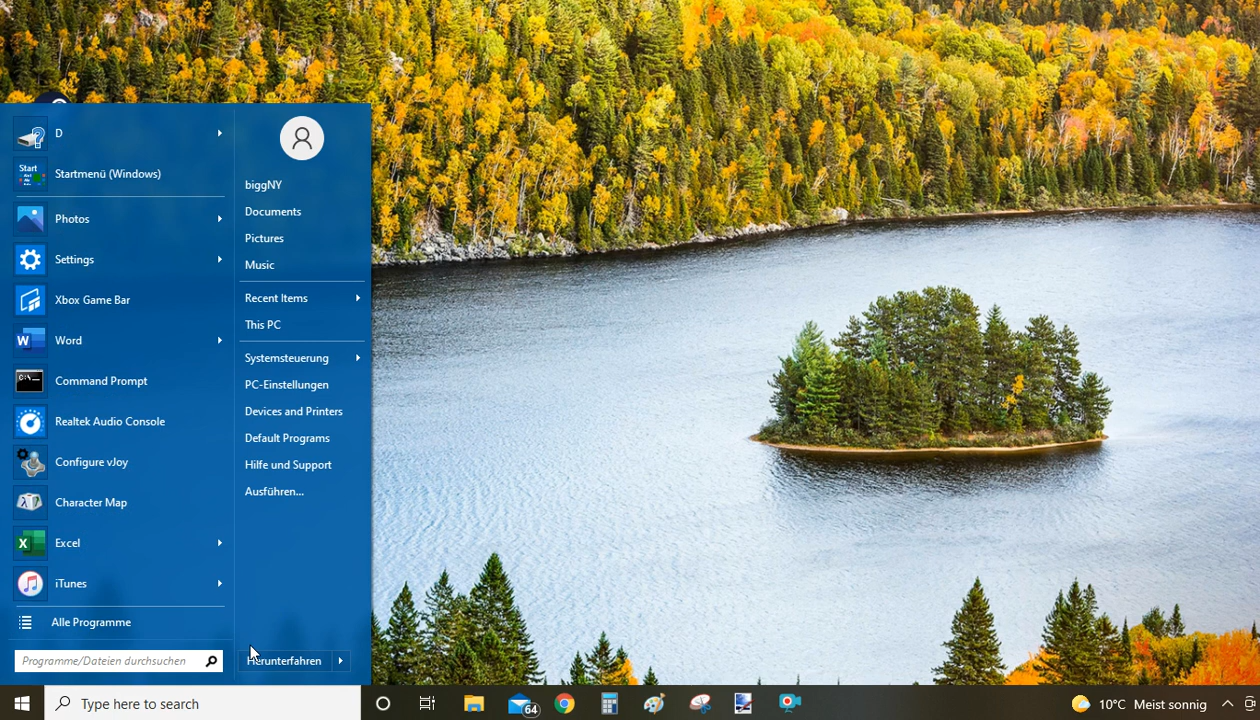 D
Start
Startmenü (Windows)
Photos
Settings
Xbox Game Bar
W
Word
Command Prompt
Realtek Audio Console
Configure vJoy
Character Map
X
Excel
iTunes
Alle Programme
Programme/Dateien durchsuchen
biggNY
Documents
Pictures
Music
Recent Items
This PC
Systemsteuerung
PC-Einstellungen
Devices and Printers
Default Programs
Hilfe und Support
Ausführen...
Herunterfahren
Type here to search
64
10°C Meist sonnig